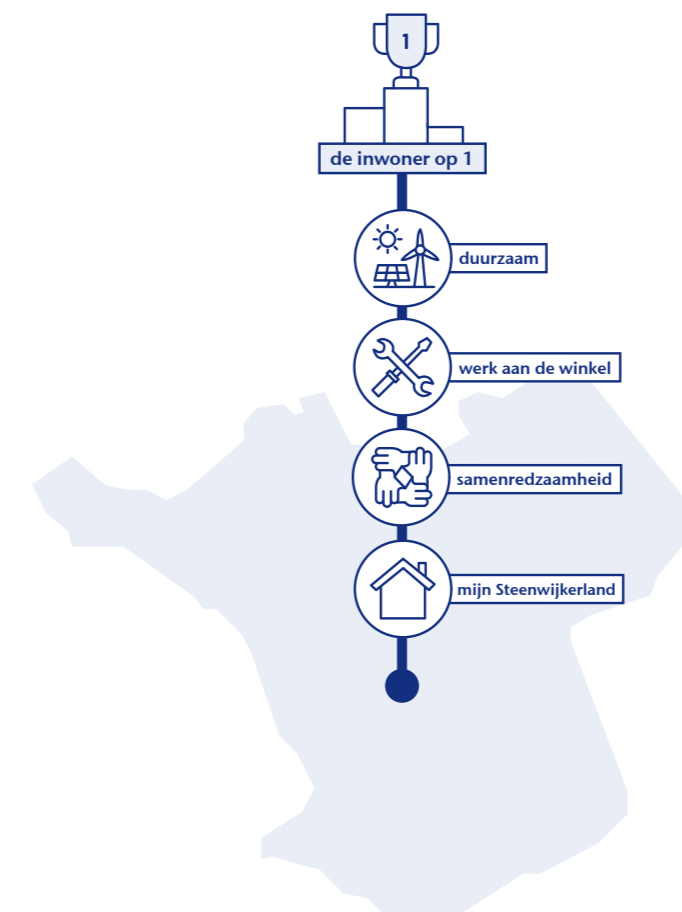 1
de inwoner op 1
duurzaam
werk aan de winkel
samenredzaamheid
mijn Steenwijkerland